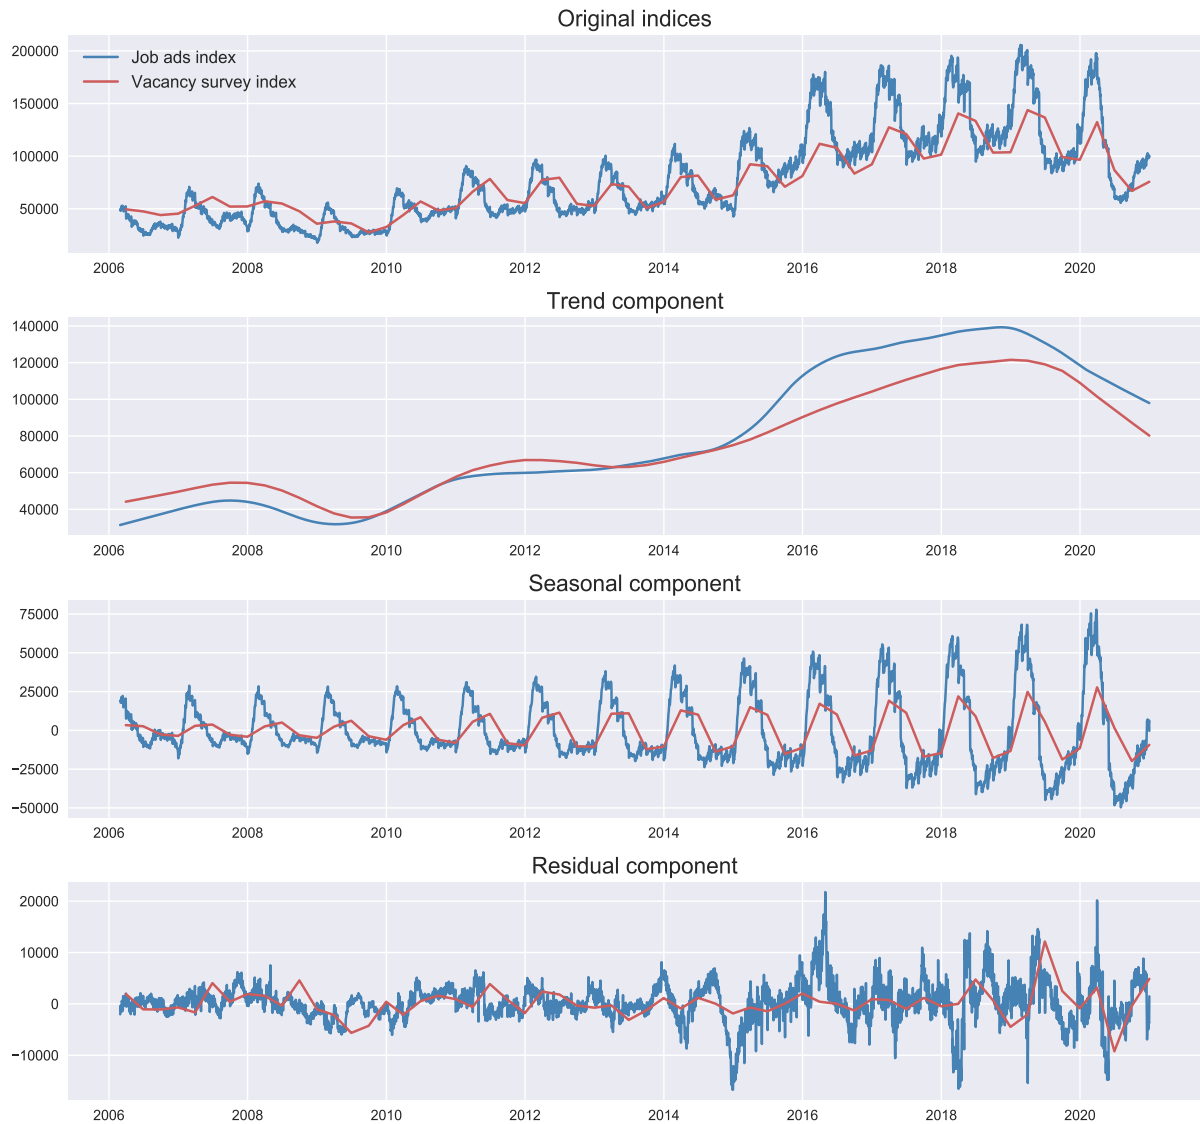 Original indices
Job ads index
Vacancy survey index
200000
150000
100000
50000
2006 2008 2010 2012 2014 2016 2018 2020
Trend component
140000
120000
100000
80000
60000
40000
2006 2008 2010 2012 2014 2016 2018 2020
Seasonal component
75000
50000
25000
0
−25000
−50000
2006 2008 2010 2012 2014 2016 2018 2020
Residual component
20000
10000
0
−10000
2006 2008 2010 2012 2014 2016 2018 2020